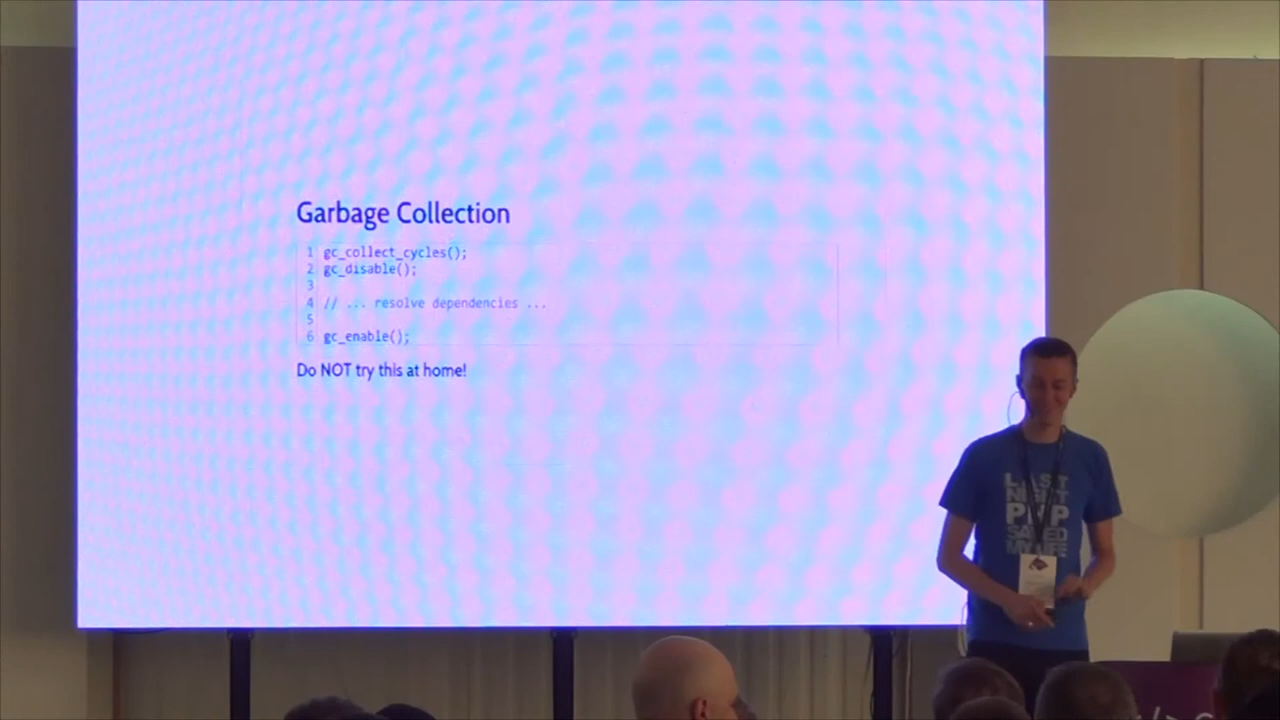 Garbage Collection
1 gc_collect_cycles();
2 gc_disable();
3
4 // ... resolve dependencies ...
5
6 gc_enable();
Do NOT try this at home!
LAST
NIGHT
PHP
SAVED
MY LIFE